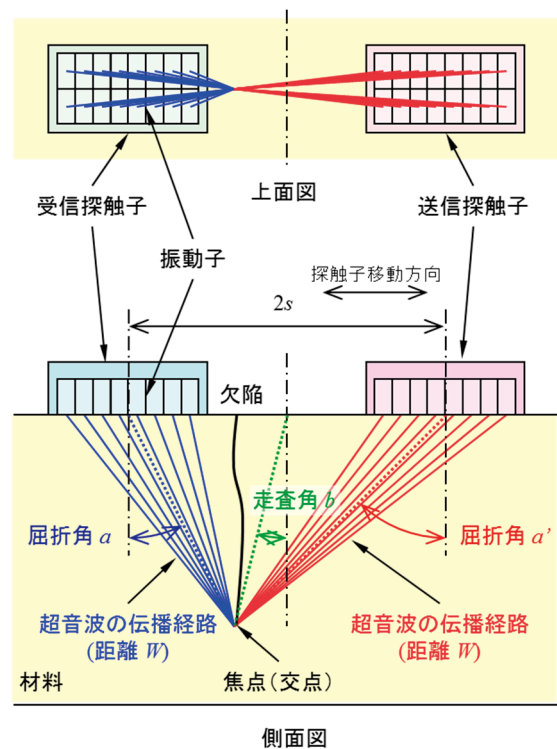 受信探触子
上面図
送信探触子
振動子
探触子移動方向
2s
欠陥
走査角 b
屈折角 a
屈折角 a’
超音波の伝播経路
(距離 W)
超音波の伝播経路
(距離 W)
材料
焦点(交点)
側面図